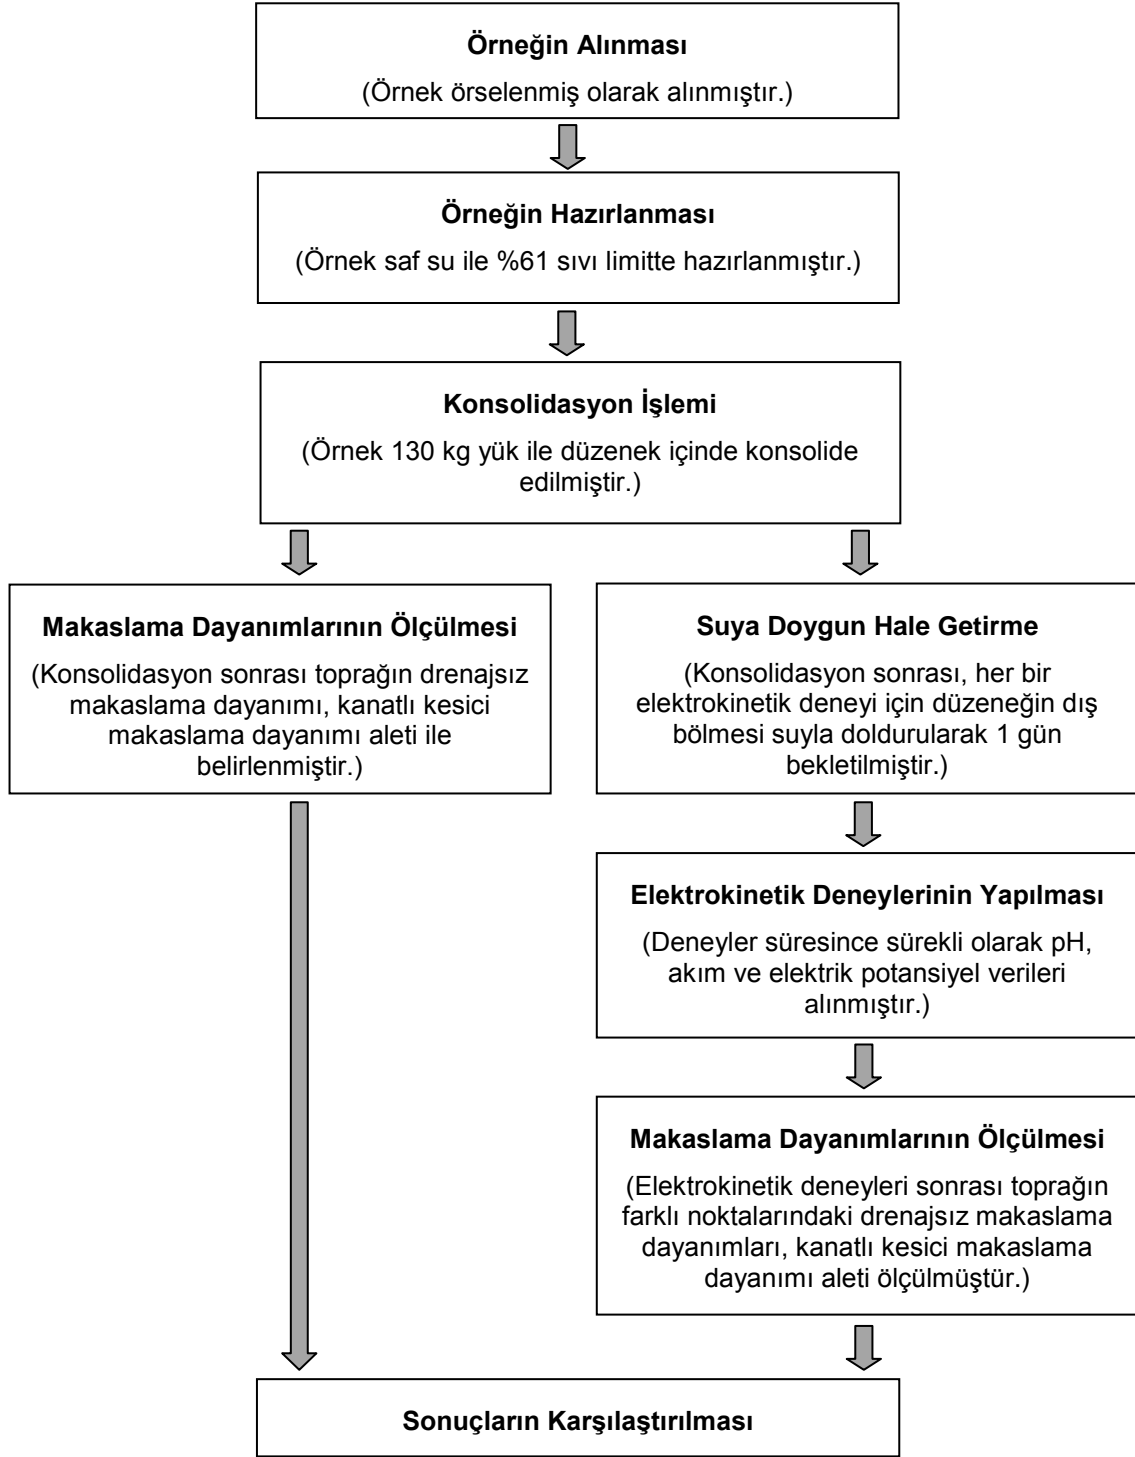 Örneğin Alınması
(Örnek örselenmiş olarak alınmıştır.)
Örneğin Hazırlanması
(Örnek saf su ile %61 sıvı limitte hazırlanmıştır.)
Konsolidasyon İşlemi
(Örnek 130 kg yük ile düzenek içinde konsolide
edilmiştir.)
Makaslama Dayanımlarının Ölçülmesi
(Konsolidasyon sonrası toprağın drenajsız
makaslama dayanımı, kanatlı kesici
makaslama dayanımı aleti ile
belirlenmiştir.)
Suya Doygun Hale Getirme
(Konsolidasyon sonrası, her bir
elektrokinetik deneyi için düzeneğin dış
bölmesi suyla doldurularak 1 gün
bekletilmiştir.)
Elektrokinetik Deneylerinin Yapılması
(Deneyler süresince sürekli olarak pH,
akım ve elektrik potansiyel verileri
alınmıştır.)
Makaslama Dayanımlarının Ölçülmesi
(Elektrokinetik deneyleri sonrası toprağın
farklı noktalarındaki drenajsız makaslama
dayanımları, kanatlı kesici makaslama
dayanımı aleti ölçülmüştür.)
Sonuçların Karşılaştırılması